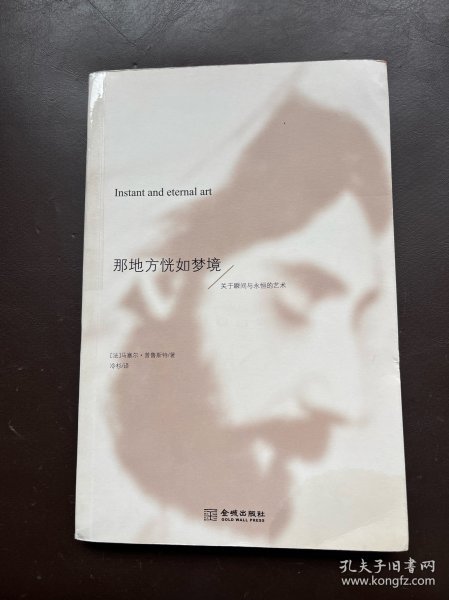 Instant and eternal art
那地方恍如梦境
关于瞬间与永恒的艺术
[法]马塞尔·普鲁斯特/著
冷杉/译
金城出版社
GOLD WALL PRESS
孔夫子旧书网
www.kongfz.com